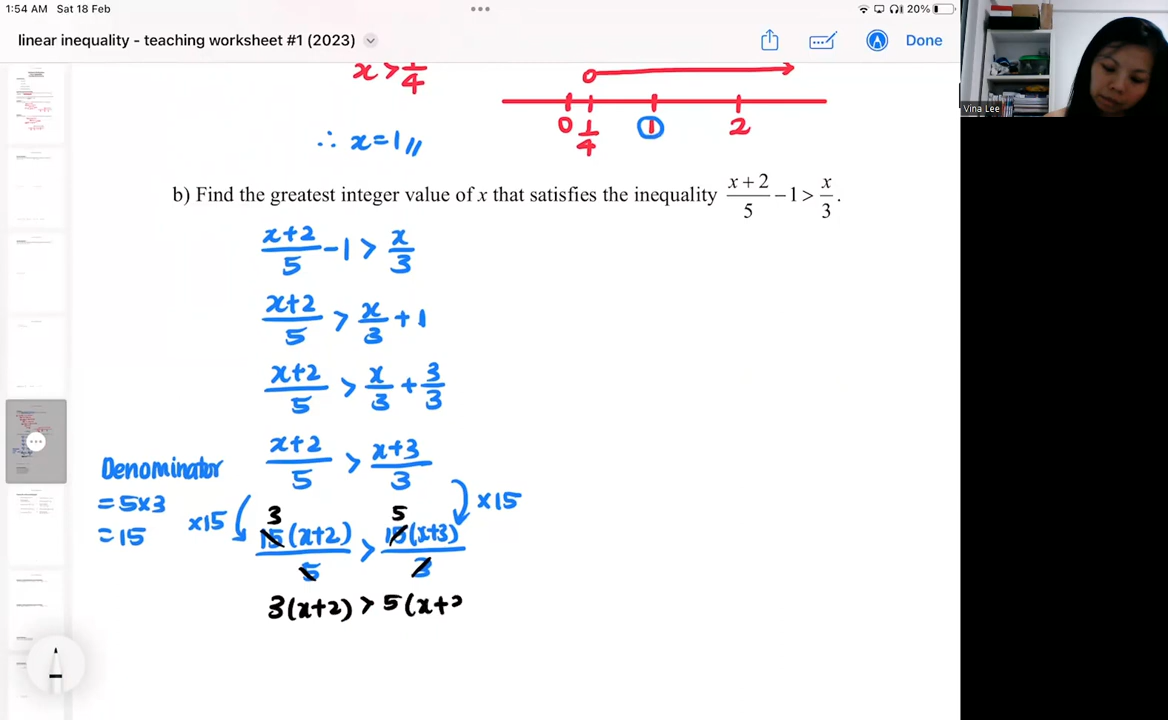 1:54 AM Sat 18 Feb
20%
linear inequality - teaching worksheet #1 (2023)
Done
Vina Lee
x > 1/4
0 1/4 1 2
∴ x = 1 //
b) Find the greatest integer value of x that satisfies the inequality (x + 2)/5 − 1 > x/3.
(x+2)/5 − 1 > x/3
(x+2)/5 > x/3 + 1
(x+2)/5 > x/3 + 3/3
(x+2)/5 > (x+3)/3
Denominator
= 5×3
= 15
×15
×15
3 5
15(x+2)/5 > 15(x+3)/3
3(x+2) > 5(x+